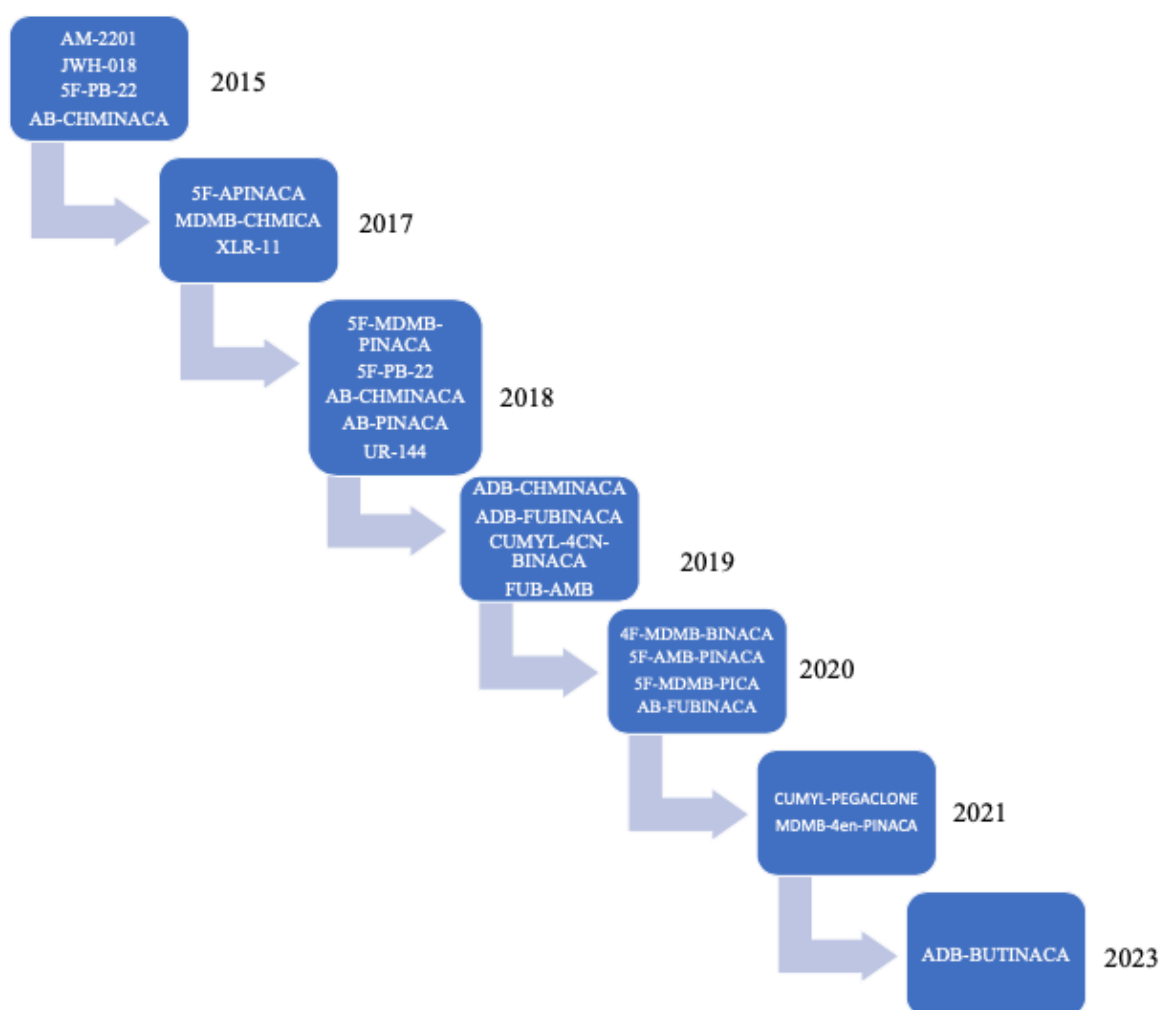 AM-2201
JWH-018
5F-PB-22
AB-CHMINACA
2015
5F-APINACA
MDMB-CHMICA
XLR-11
2017
5F-MDMB-
PINACA
5F-PB-22
AB-CHMINACA
AB-PINACA
UR-144
2018
ADB-CHMINACA
ADB-FUBINACA
CUMYL-4CN-
BINACA
FUB-AMB
2019
4F-MDMB-BINACA
5F-AMB-PINACA
5F-MDMB-PICA
AB-FUBINACA
2020
CUMYL-PEGACLONE
MDMB-4en-PINACA
2021
ADB-BUTINACA
2023